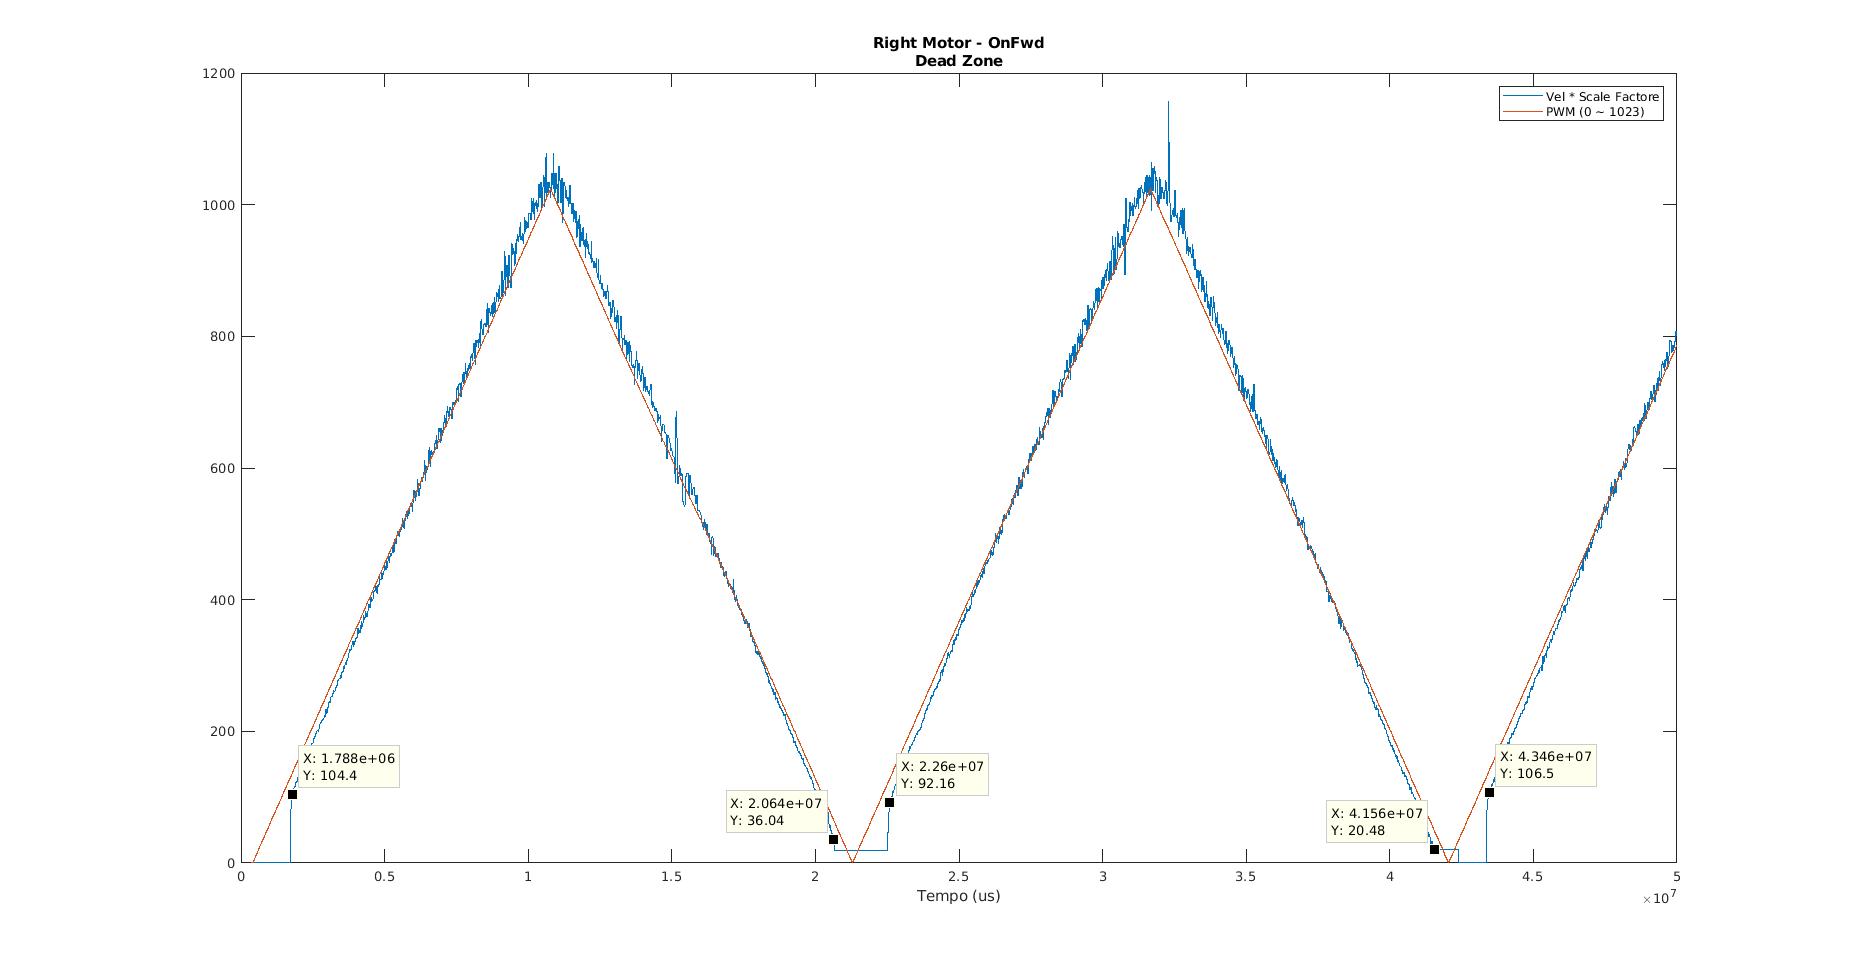 Right Motor - OnFwd
Dead Zone
1200
1000
800
600
400
200
0
Vel * Scale Factore
PWM (0 ~ 1023)
X: 1.788e+06
Y: 104.4
X: 2.064e+07
Y: 36.04
X: 2.26e+07
Y: 92.16
X: 4.156e+07
Y: 20.48
X: 4.346e+07
Y: 106.5
0 0.5 1 1.5 2 2.5 3 3.5 4 4.5 5
×10^7
Tempo (us)